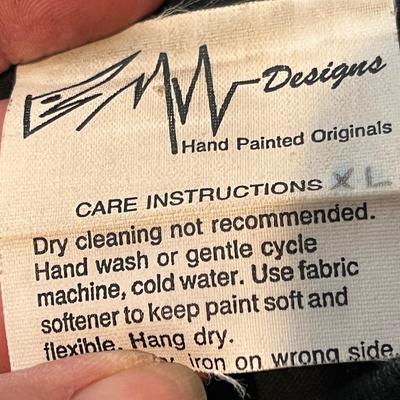 EMW Designs
Hand Painted Originals
CARE INSTRUCTIONS XL
Dry cleaning not recommended.
Hand wash or gentle cycle
machine, cold water. Use fabric
softener to keep paint soft and
flexible. Hang dry.
iron on wrong side.